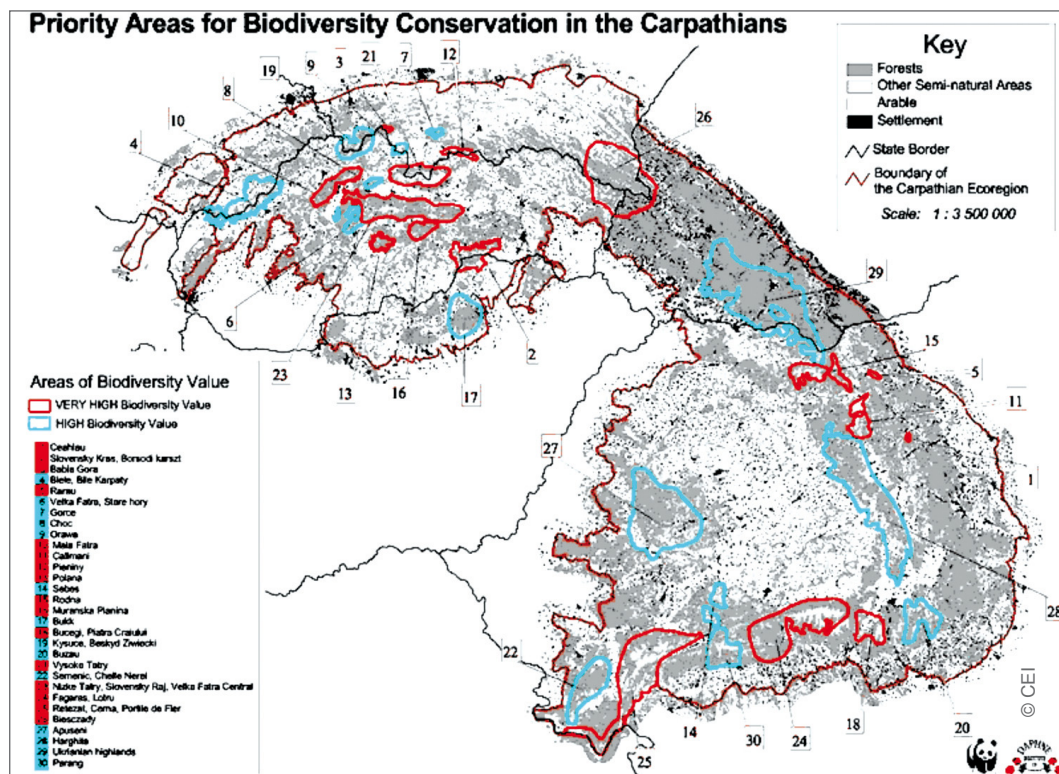 Priority Areas for Biodiversity Conservation in the Carpathians
Key
Forests
Other Semi-natural Areas
Arable
Settlement
State Border
Boundary of
the Carpathian Ecoregion
Scale: 1 : 3 500 000
19
9
3
21
7
12
8
10
4
26
29
6
23
13
16
17
2
15
5
11
1
27
28
22
25
14
30
24
18
20
Areas of Biodiversity Value
VERY HIGH Biodiversity Value
HIGH Biodiversity Value
Ceahlau
Slovensky Kras, Borsodi karszt
Babia Gora
4 Biele, Bile Karpaty
6 Velka Fatra, Stare hory
7 Gorce
8 Choc
9 Orawa
Mala Fatra
Calimani
Pieniny
Polana
14 Sebes
Rodna
Muranska Planina
17 Bukk
Bucegi, Piatra Craiului
19 Kysuce, Beskyd Ziwiecki
20 Buzau
Vysoke Tatry
22 Semenic, Cheile Nerei
Nizke Tatry, Slovensky Raj, Velka Fatra Central
Fagaras, Lotru
Retezat, Cerna, Portile de Fier
Biesczady
27 Apuseni
28 Harghita
29 Ukrainian highlands
30 Parang
© CEI
WWF
DAPHNE